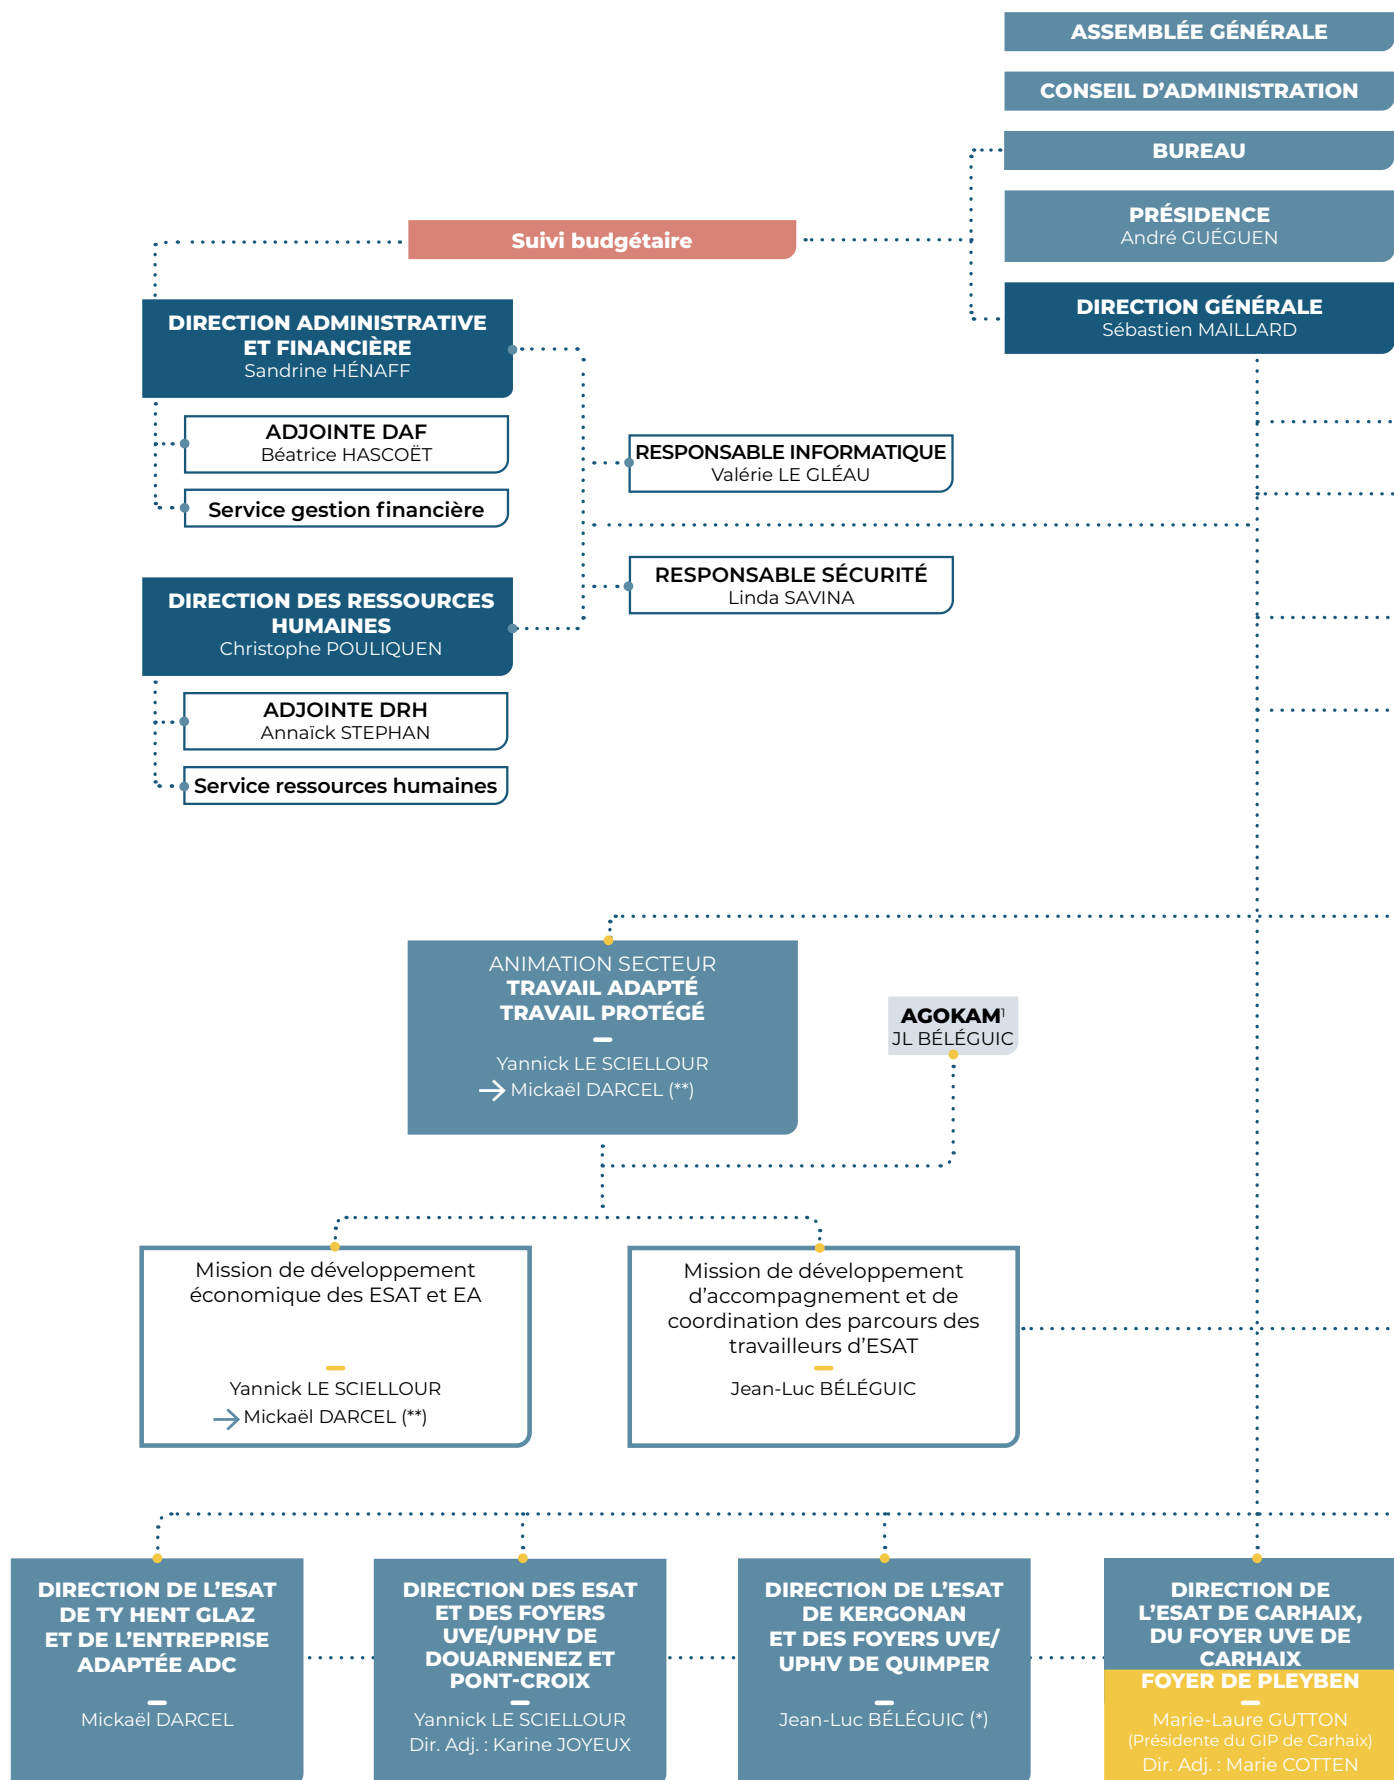 ASSEMBLÉE GÉNÉRALE
CONSEIL D’ADMINISTRATION
BUREAU
PRÉSIDENCE
André GUÉGUEN
Suivi budgétaire
DIRECTION GÉNÉRALE
Sébastien MAILLARD
DIRECTION ADMINISTRATIVE
ET FINANCIÈRE
Sandrine HÉNAFF
ADJOINTE DAF
Béatrice HASCOËT
Service gestion financière
RESPONSABLE INFORMATIQUE
Valérie LE GLÉAU
RESPONSABLE SÉCURITÉ
Linda SAVINA
DIRECTION DES RESSOURCES
HUMAINES
Christophe POULIQUEN
ADJOINTE DRH
Annaïck STEPHAN
Service ressources humaines
ANIMATION SECTEUR
TRAVAIL ADAPTÉ
TRAVAIL PROTÉGÉ
Yannick LE SCIELLOUR
Mickaël DARCEL (**)
AGOKAM¹
JL BÉLÉGUIC
Mission de développement
économique des ESAT et EA
Yannick LE SCIELLOUR
Mickaël DARCEL (**)
Mission de développement
d’accompagnement et de
coordination des parcours des
travailleurs d’ESAT
Jean-Luc BÉLÉGUIC
DIRECTION DE L’ESAT
DE TY HENT GLAZ
ET DE L’ENTREPRISE
ADAPTÉE ADC
Mickaël DARCEL
DIRECTION DES ESAT
ET DES FOYERS
UVE/UPHV DE
DOUARNENEZ ET
PONT-CROIX
Yannick LE SCIELLOUR
Dir. Adj. : Karine JOYEUX
DIRECTION DE L’ESAT
DE KERGONAN
ET DES FOYERS UVE/
UPHV DE QUIMPER
Jean-Luc BÉLÉGUIC (*)
DIRECTION DE
L’ESAT DE CARHAIX,
DU FOYER UVE DE
CARHAIX
FOYER DE PLEYBEN
Marie-Laure GUTTON
(Présidente du GIP de Carhaix)
Dir. Adj. : Marie COTTEN